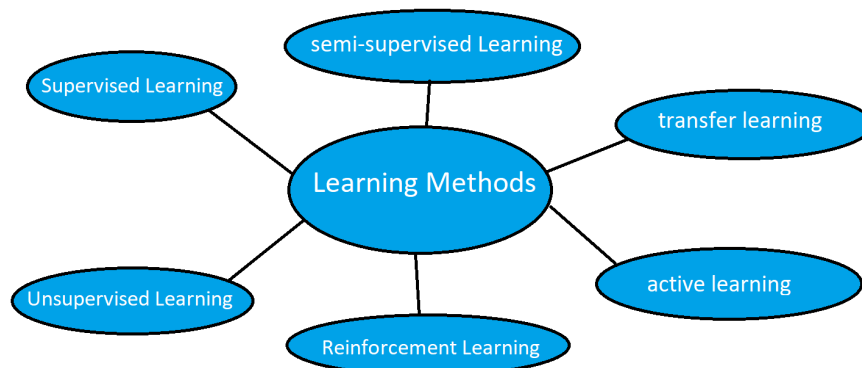 semi-supervised Learning
Supervised Learning
transfer learning
Learning Methods
Unsupervised Learning
active learning
Reinforcement Learning